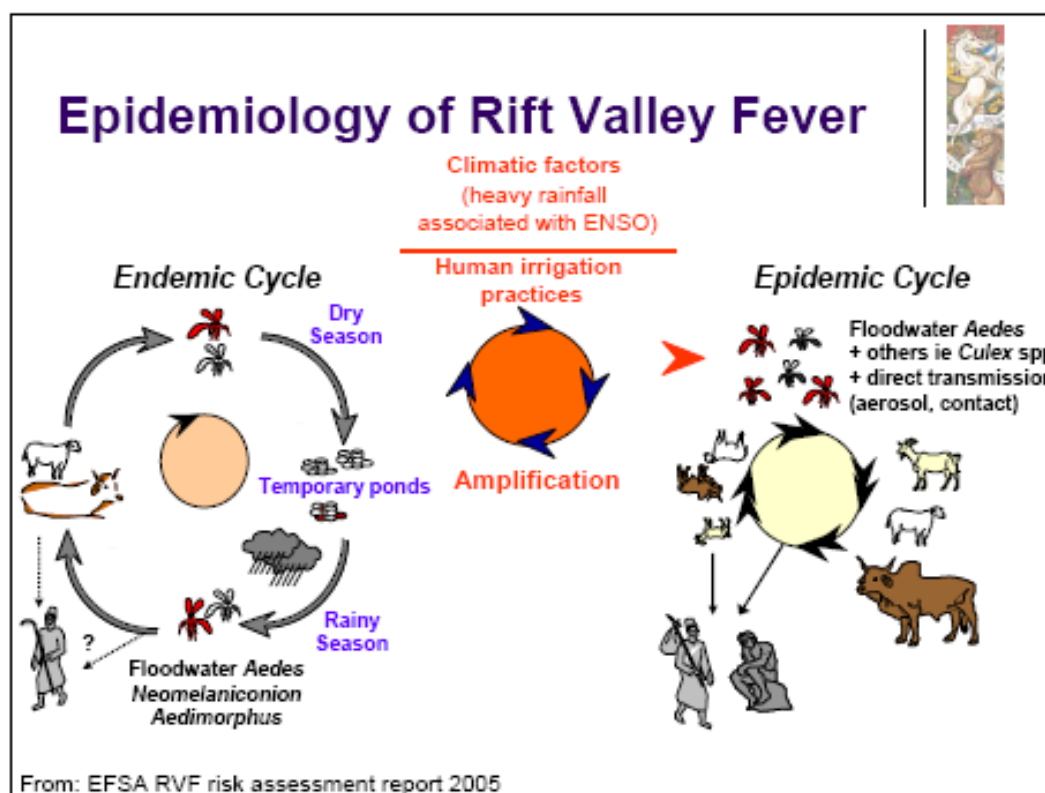 Epidemiology of Rift Valley Fever
Climatic factors
(heavy rainfall
associated with ENSO)
Human irrigation
practices
Amplification
Endemic Cycle
Dry
Season
Temporary ponds
Rainy
Season
?
Floodwater Aedes
Neomelaniconion
Aedimorphus
Epidemic Cycle
Floodwater Aedes
+ others ie Culex spp
+ direct transmission
(aerosol, contact)
From: EFSA RVF risk assessment report 2005